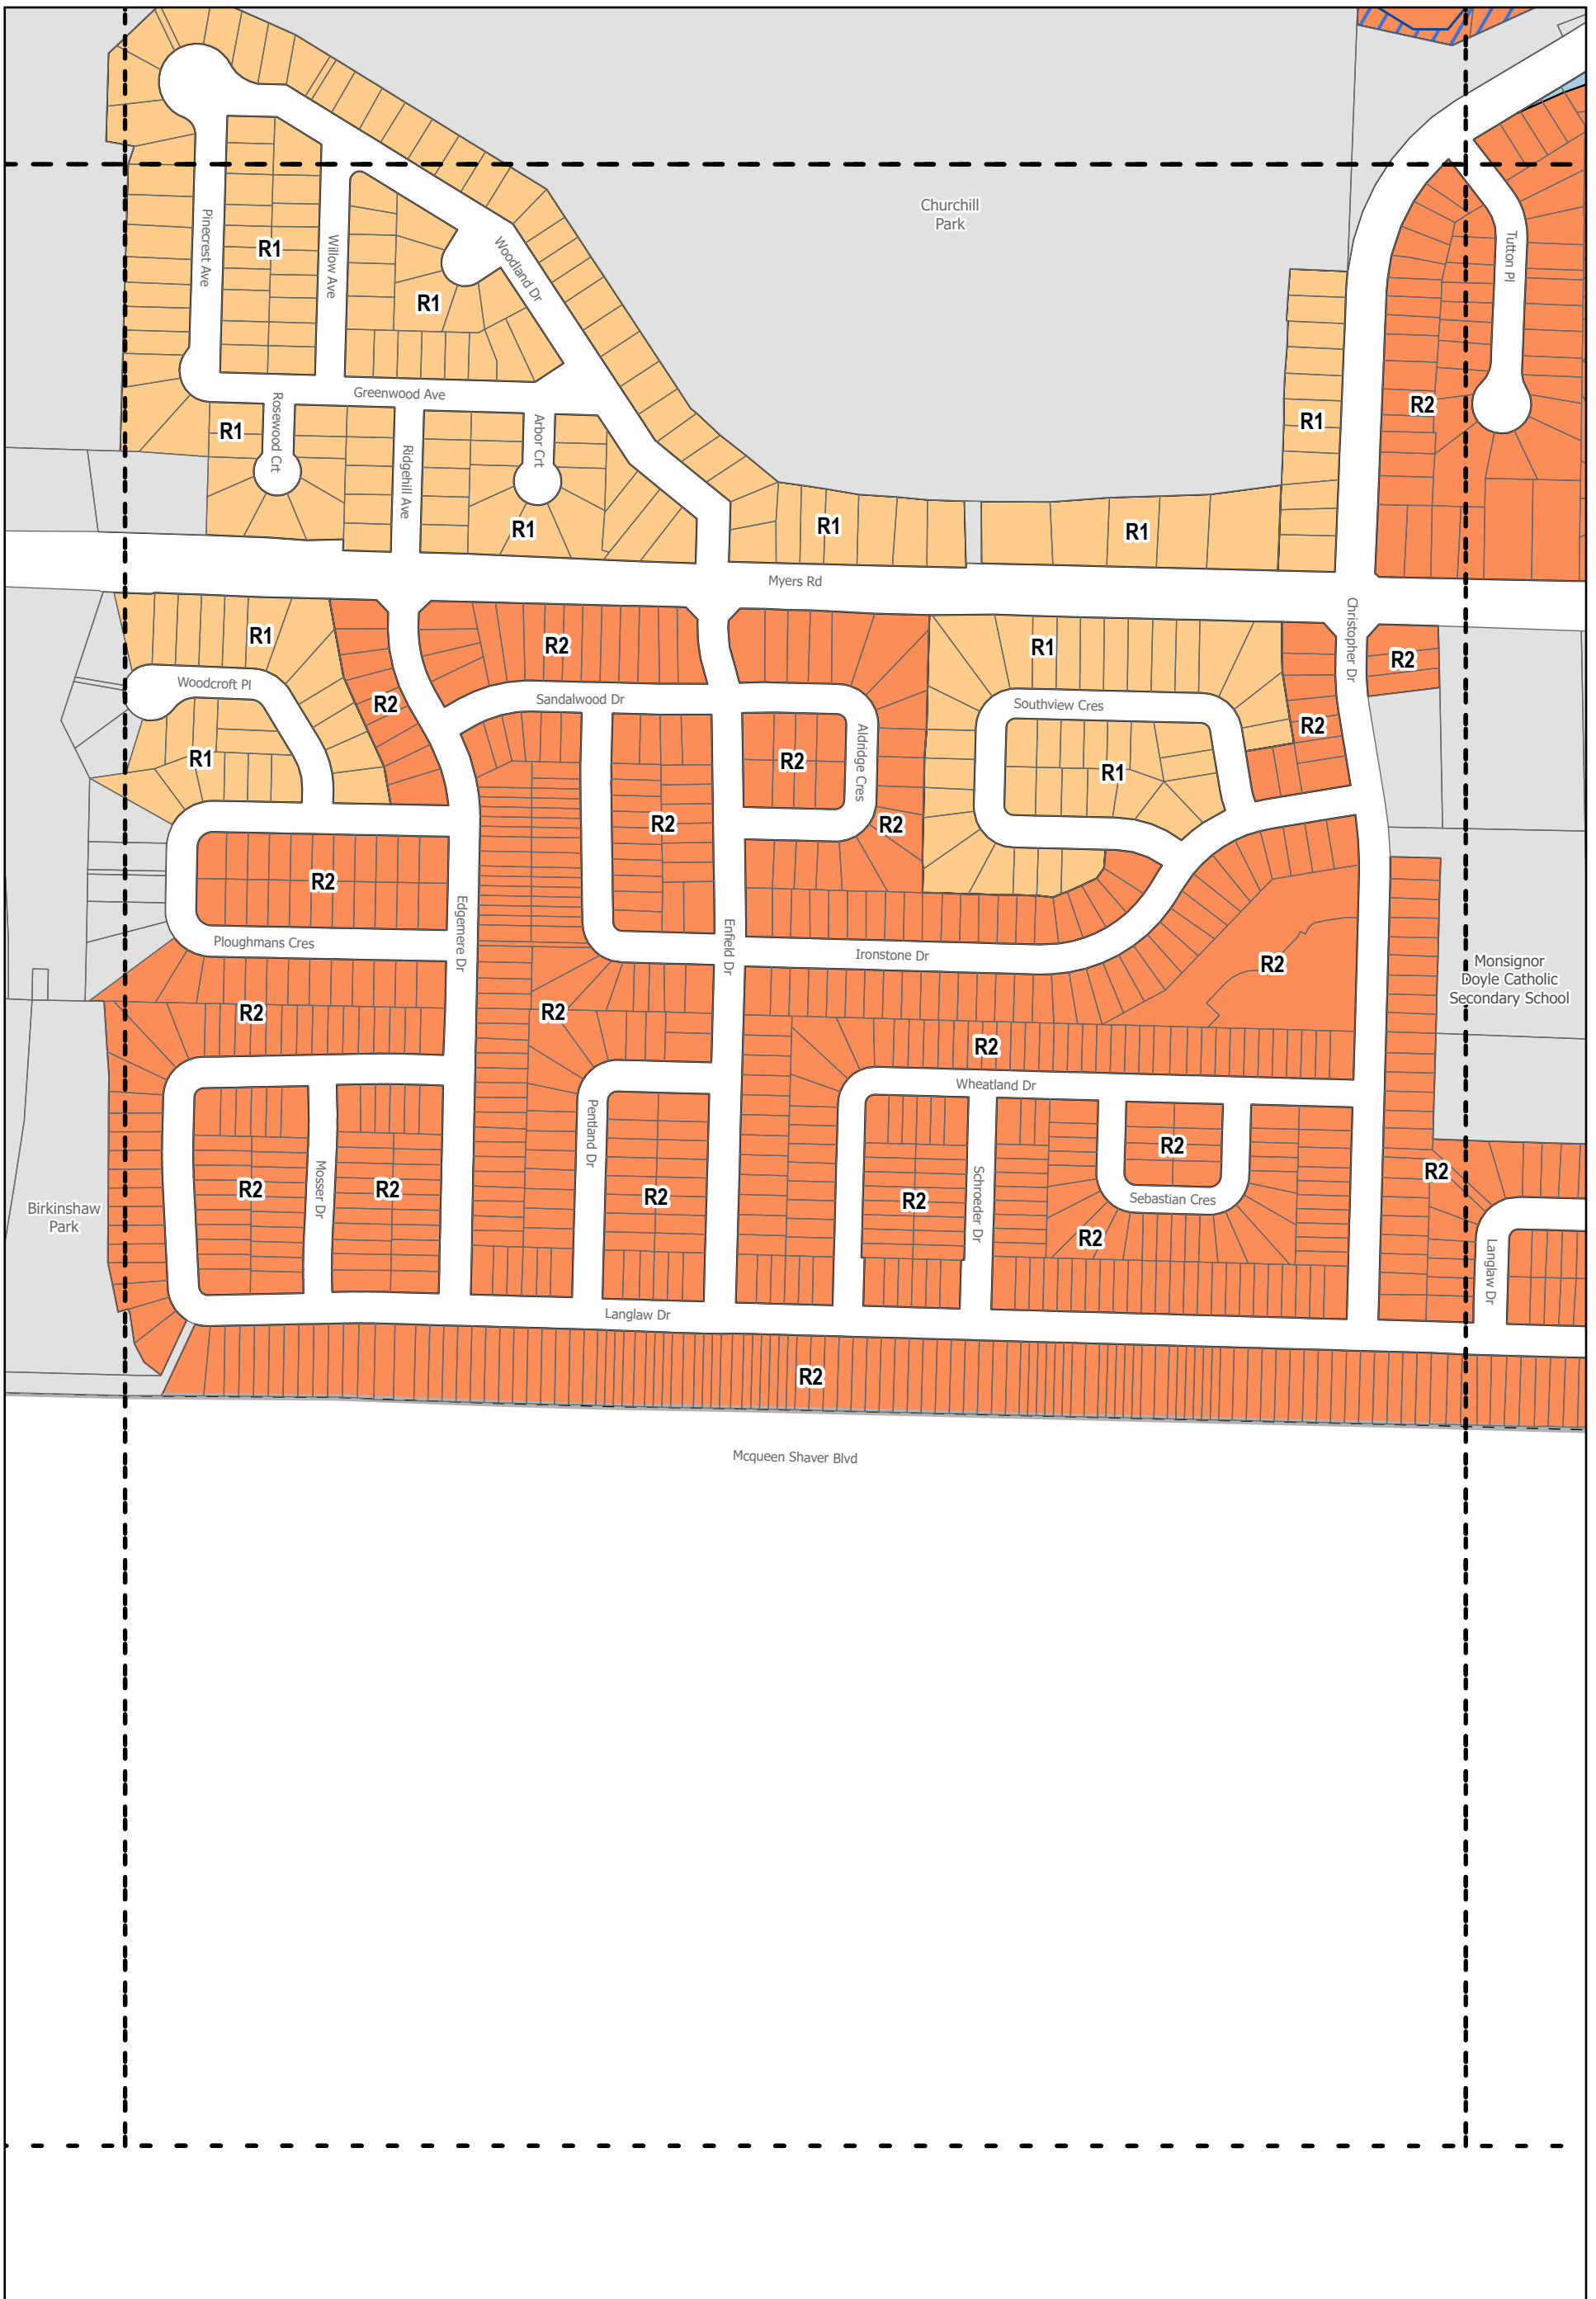 Churchill
Park
Pinecrest Ave
R1
Willow Ave
Woodland Dr
Tutton Pl
R1
Greenwood Ave
R2
Rosewood Crt
R1
Arbor Crt
R1
Ridgehill Ave
R1
R1
R1
Myers Rd
Christopher Dr
R1
R2
R1
R2
Woodcroft Pl
Sandalwood Dr
Southview Cres
R2
R2
R1
R2
Aldridge Cres
R1
R2
R2
R2
Edgemere Dr
Enfield Dr
Ploughmans Cres
Ironstone Dr
R2
Monsignor
Doyle Catholic
Secondary School
R2
R2
R2
Wheatland Dr
Pentland Dr
R2
R2
Mosser Dr
R2
R2
R2
R2
Schroeder Dr
Sebastian Cres
Birkinshaw
Park
R2
Langlaw Dr
Langlaw Dr
R2
Mcqueen Shaver Blvd